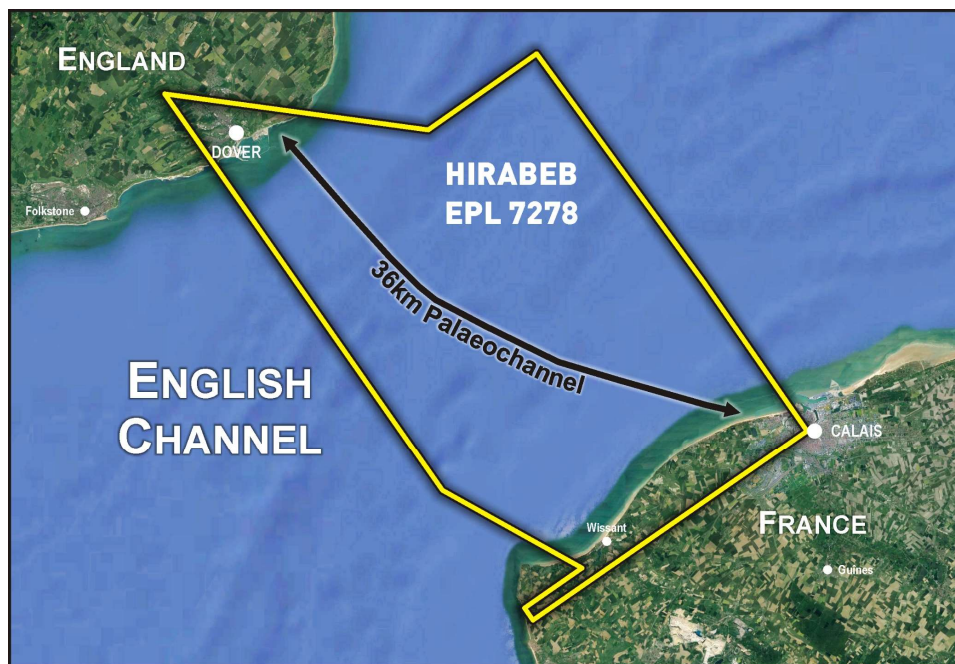 ENGLAND
DOVER
Folkstone
HIRABEB
EPL 7278
36km Palaeochannel
ENGLISH
CHANNEL
CALAIS
Wissant
FRANCE
Guines